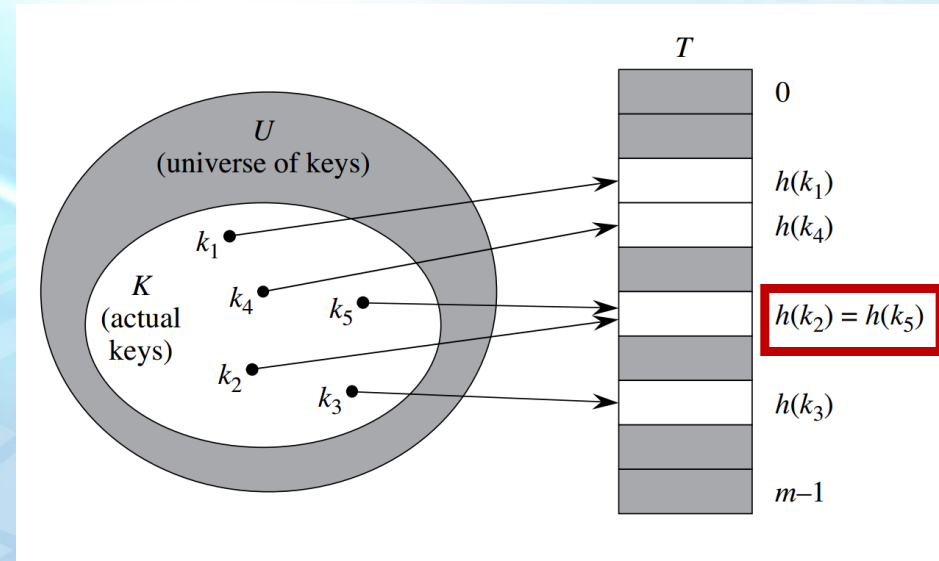 T
0
U
(universe of keys)
h(k₁)
k₁
h(k₄)
K
(actual
keys)
k₄
k₅
h(k₂) = h(k₅)
k₂
k₃
h(k₃)
m–1